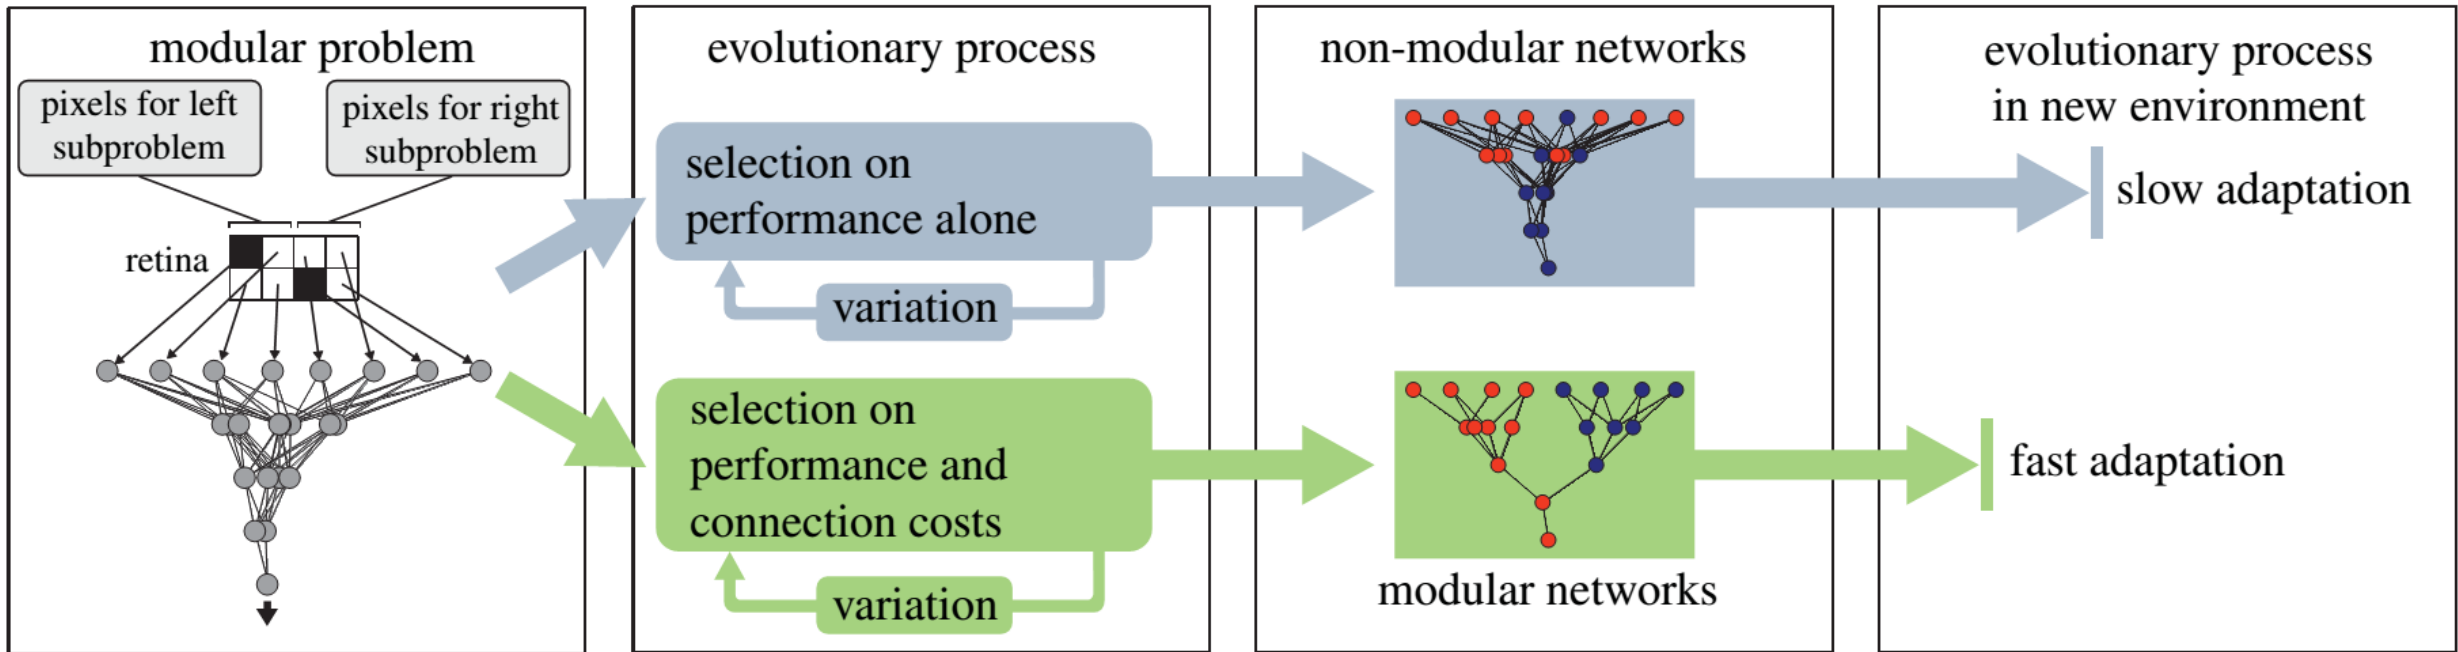 modular problem
pixels for left
subproblem
pixels for right
subproblem
retina
evolutionary process
selection on
performance alone
variation
selection on
performance and
connection costs
variation
non-modular networks
modular networks
evolutionary process
in new environment
slow adaptation
fast adaptation